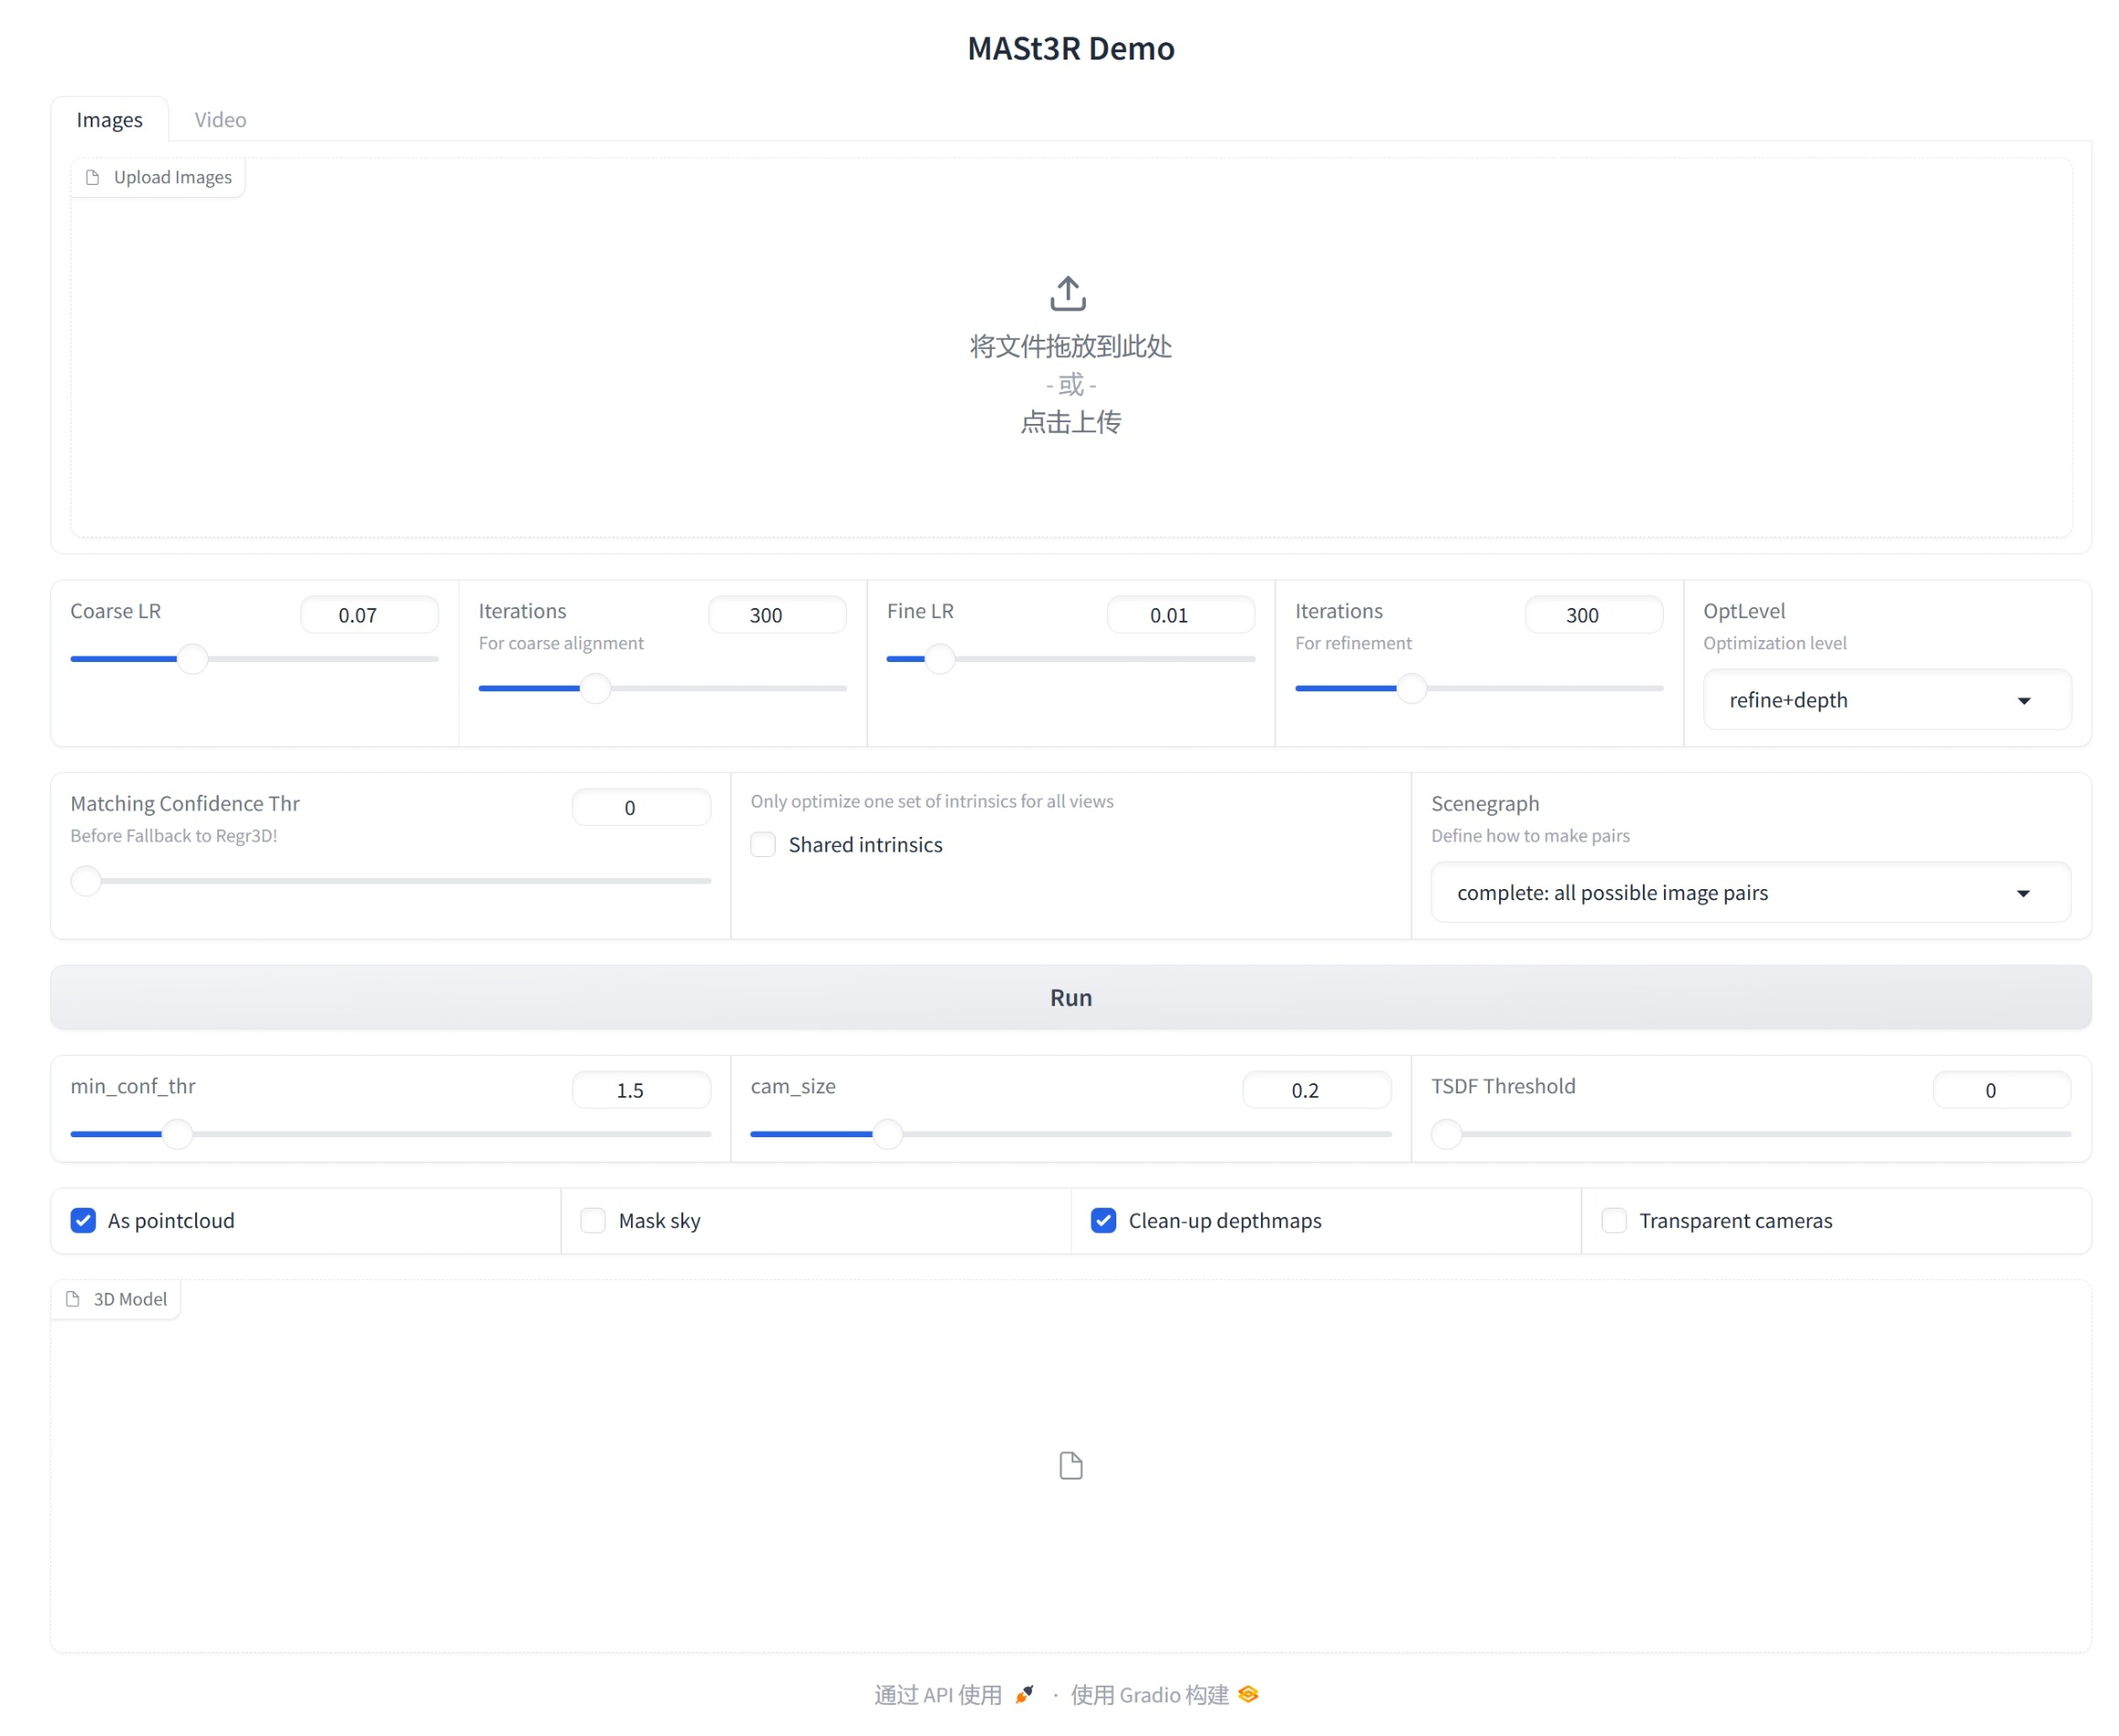 MASt3R Demo
Images
Video
Upload Images
将文件拖放到此处
- 或 -
点击上传
Coarse LR
0.07
Iterations
300
For coarse alignment
Fine LR
0.01
Iterations
300
For refinement
OptLevel
Optimization level
refine+depth
Matching Confidence Thr
0
Before Fallback to Regr3D!
Only optimize one set of intrinsics for all views
Shared intrinsics
Scenegraph
Define how to make pairs
complete: all possible image pairs
Run
min_conf_thr
1.5
cam_size
0.2
TSDF Threshold
0
As pointcloud
Mask sky
Clean-up depthmaps
Transparent cameras
3D Model
通过 API 使用 · 使用 Gradio 构建